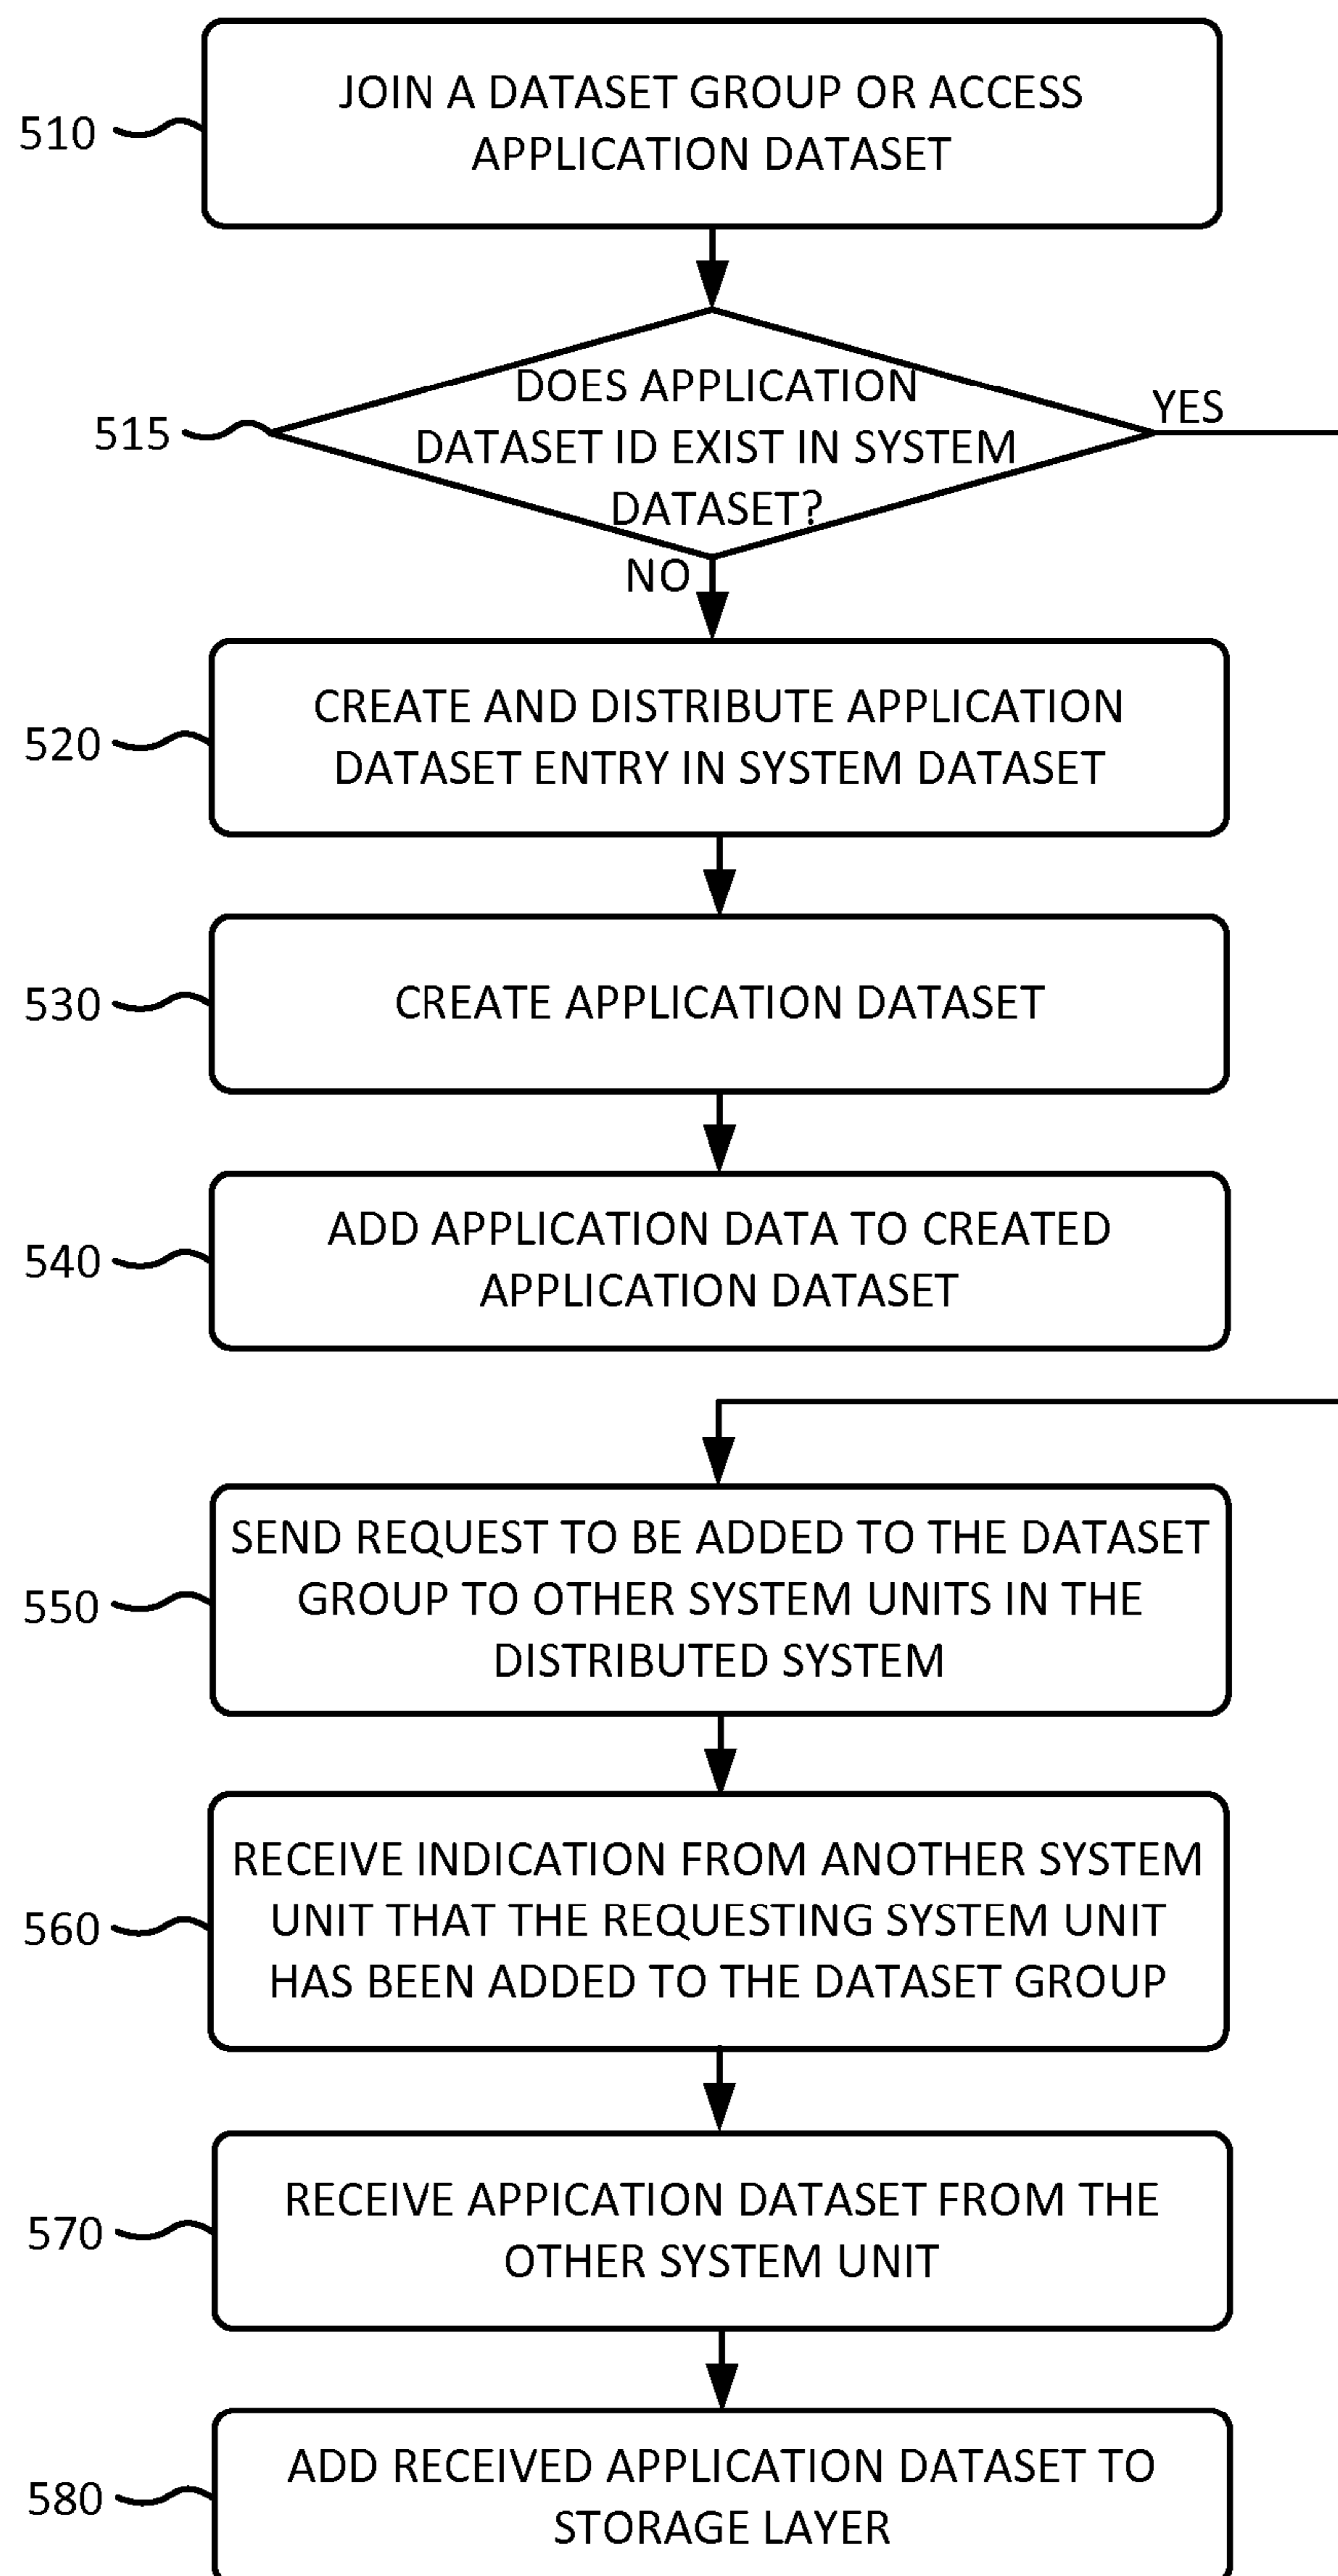 JOIN A DATASET GROUP OR ACCESS
APPLICATION DATASET
510
DOES APPLICATION
DATASET ID EXIST IN SYSTEM
DATASET?
515
YES
NO
CREATE AND DISTRIBUTE APPLICATION
DATASET ENTRY IN SYSTEM DATASET
520
CREATE APPLICATION DATASET
530
ADD APPLICATION DATA TO CREATED
APPLICATION DATASET
540
SEND REQUEST TO BE ADDED TO THE DATASET
GROUP TO OTHER SYSTEM UNITS IN THE
DISTRIBUTED SYSTEM
550
RECEIVE INDICATION FROM ANOTHER SYSTEM
UNIT THAT THE REQUESTING SYSTEM UNIT
HAS BEEN ADDED TO THE DATASET GROUP
560
RECEIVE APPICATION DATASET FROM THE
OTHER SYSTEM UNIT
570
ADD RECEIVED APPLICATION DATASET TO
STORAGE LAYER
580